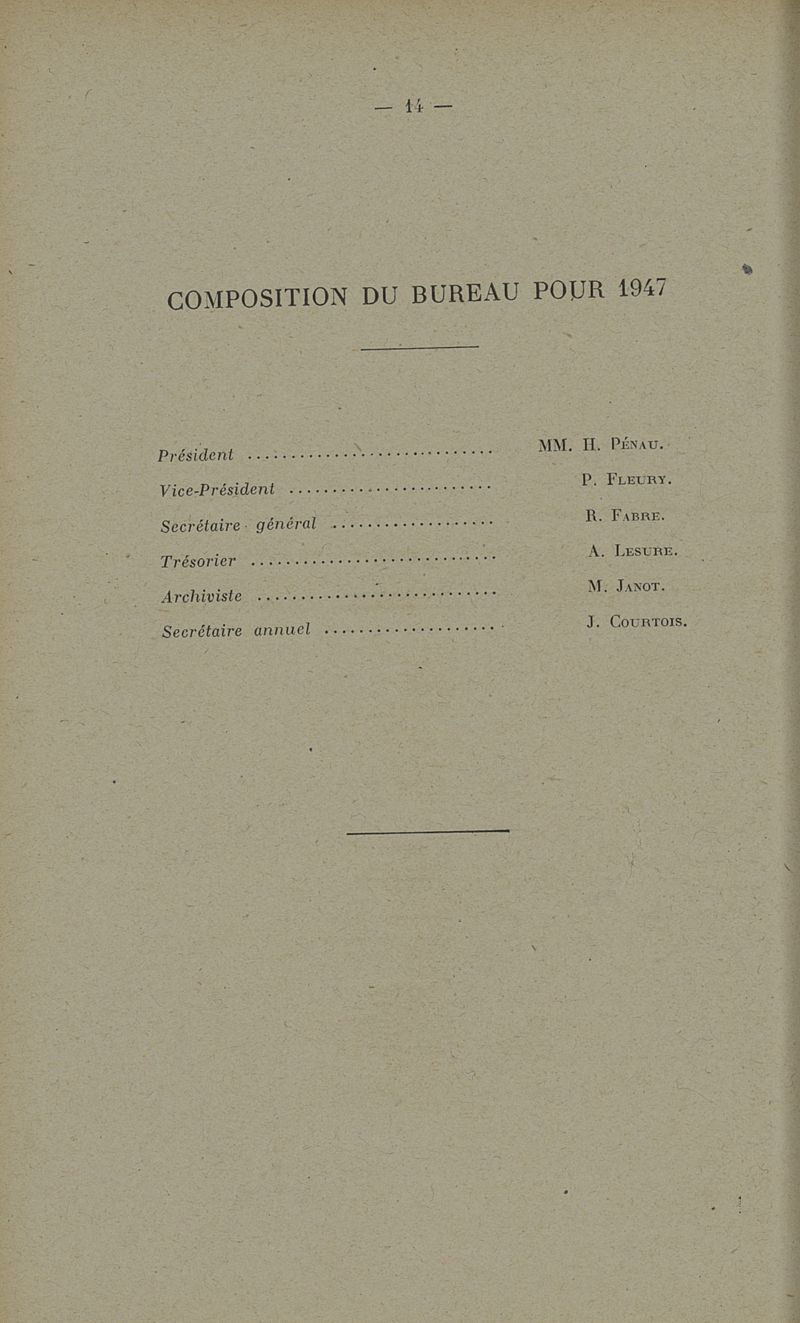 — 14 —
COMPOSITION DU BUREAU POUR 1947
Président ............................ MM. H. PÉNAU.
Vice-Président ........................ P. FLEURY.
Secrétaire général ................... R. FABRE.
Trésorier ............................ A. LESURE.
Archiviste ........................... M. JANOT.
Secrétaire annuel .................... J. COURTOIS.